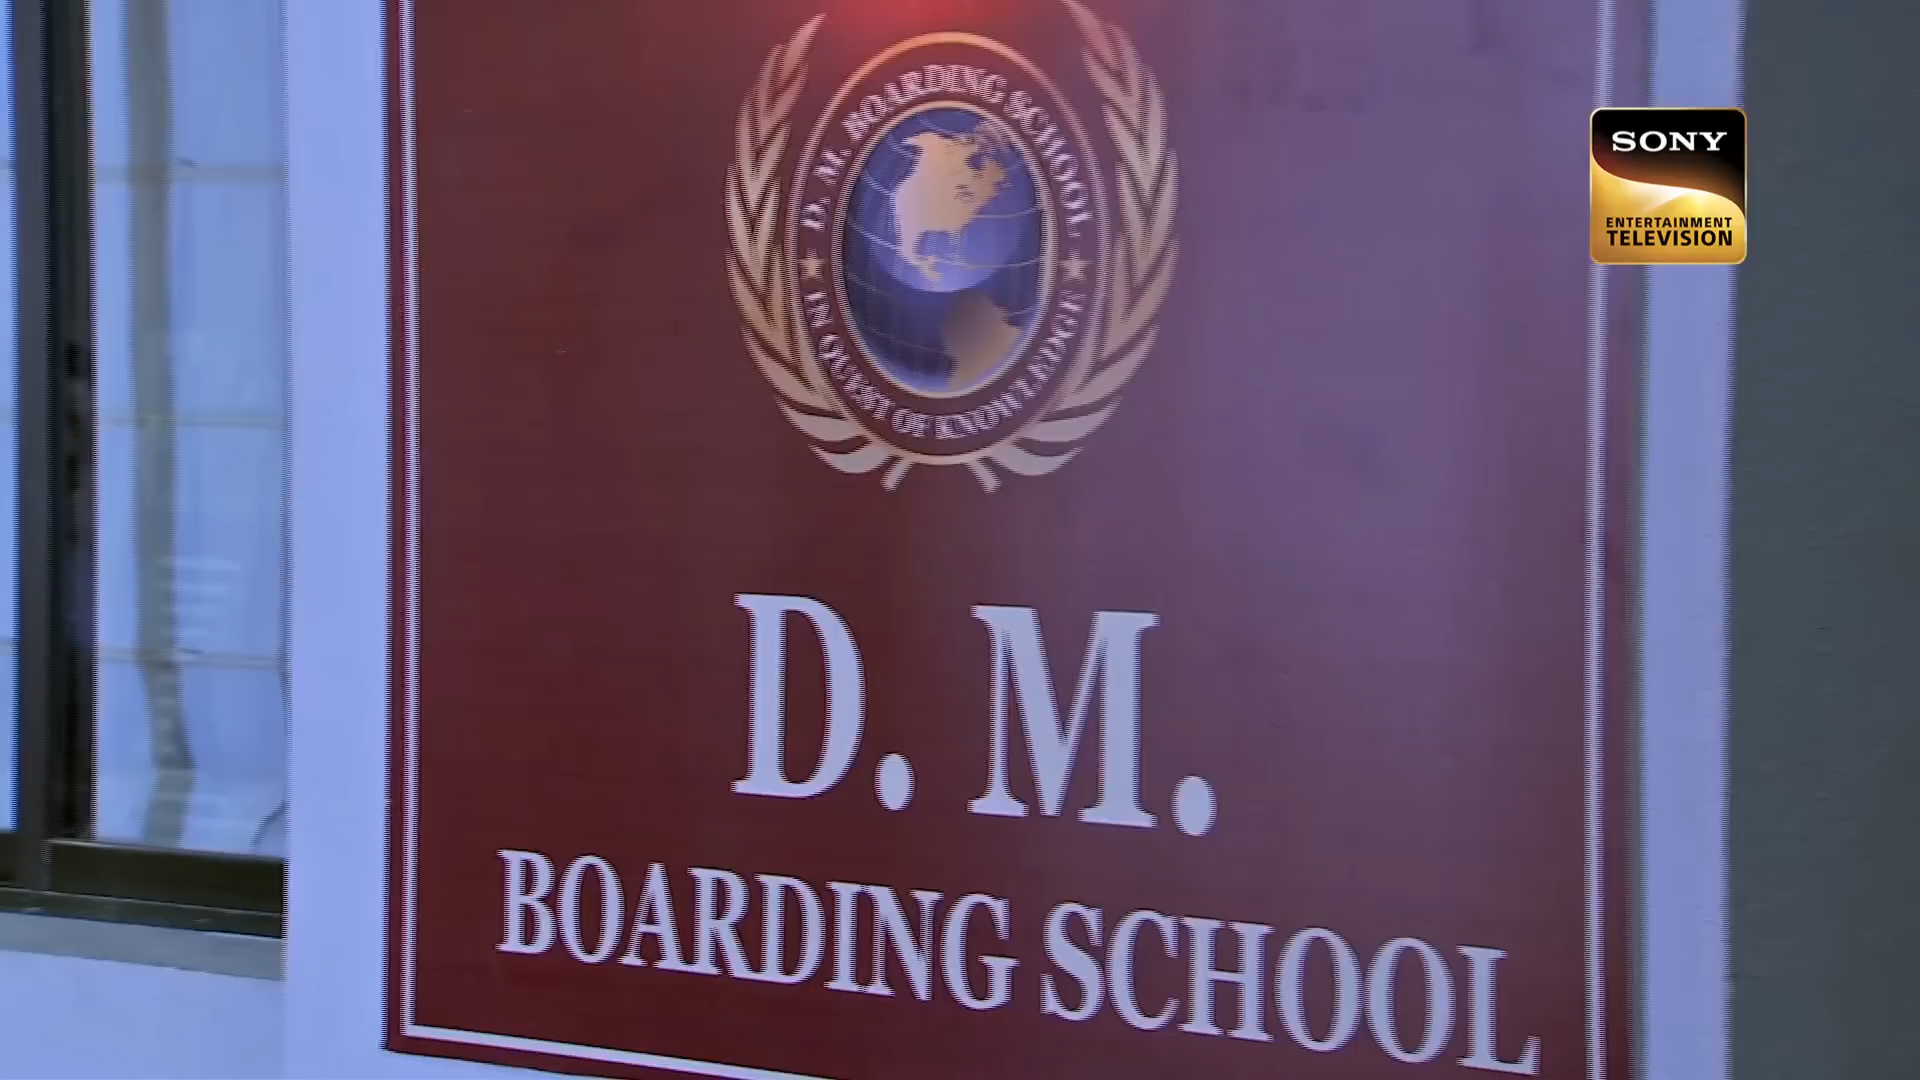 D. M. BOARDING SCHOOL
IN QUEST OF KNOWLEDGE
SONY
ENTERTAINMENT
TELEVISION
D. M.
BOARDING SCHOOL